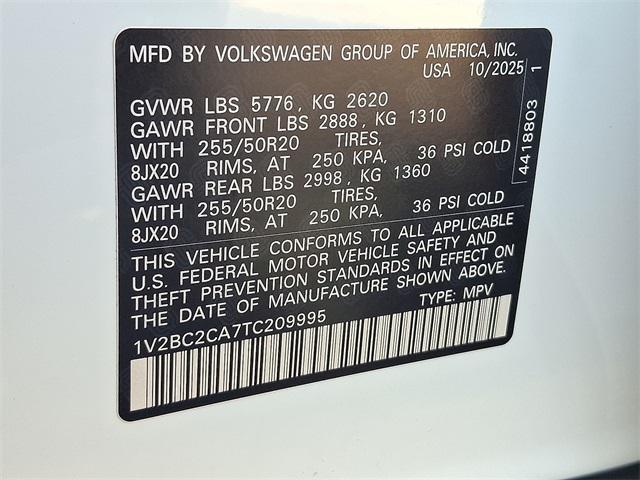 MFD BY VOLKSWAGEN GROUP OF AMERICA, INC.
USA 10/2025
GVWR LBS 5776, KG 2620
GAWR FRONT LBS 2888, KG 1310
WITH 255/50R20 TIRES,
8JX20 RIMS, AT 250 KPA, 36 PSI COLD
GAWR REAR LBS 2998, KG 1360
WITH 255/50R20 TIRES,
8JX20 RIMS, AT 250 KPA, 36 PSI COLD
THIS VEHICLE CONFORMS TO ALL APPLICABLE
U.S. FEDERAL MOTOR VEHICLE SAFETY AND
THEFT PREVENTION STANDARDS IN EFFECT ON
THE DATE OF MANUFACTURE SHOWN ABOVE.
TYPE: MPV
1V2BC2CA7TC209995
4418803 1